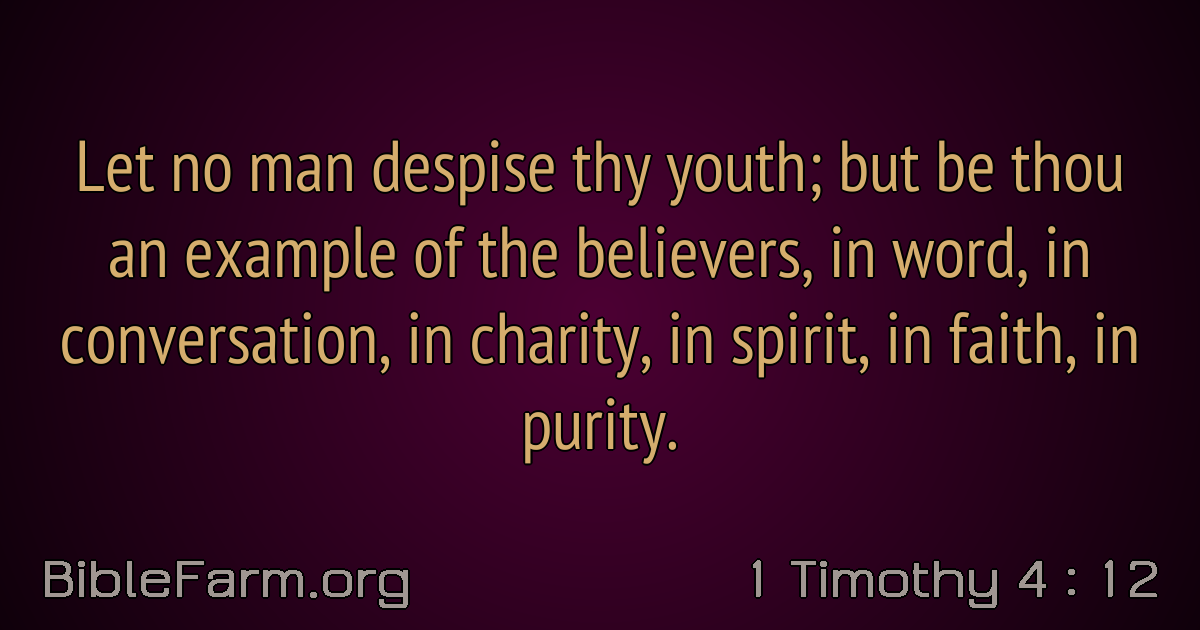 Let no man despise thy youth; but be thou
an example of the believers, in word, in
conversation, in charity, in spirit, in faith, in
purity.
BibleFarm.org
1 Timothy 4 : 12